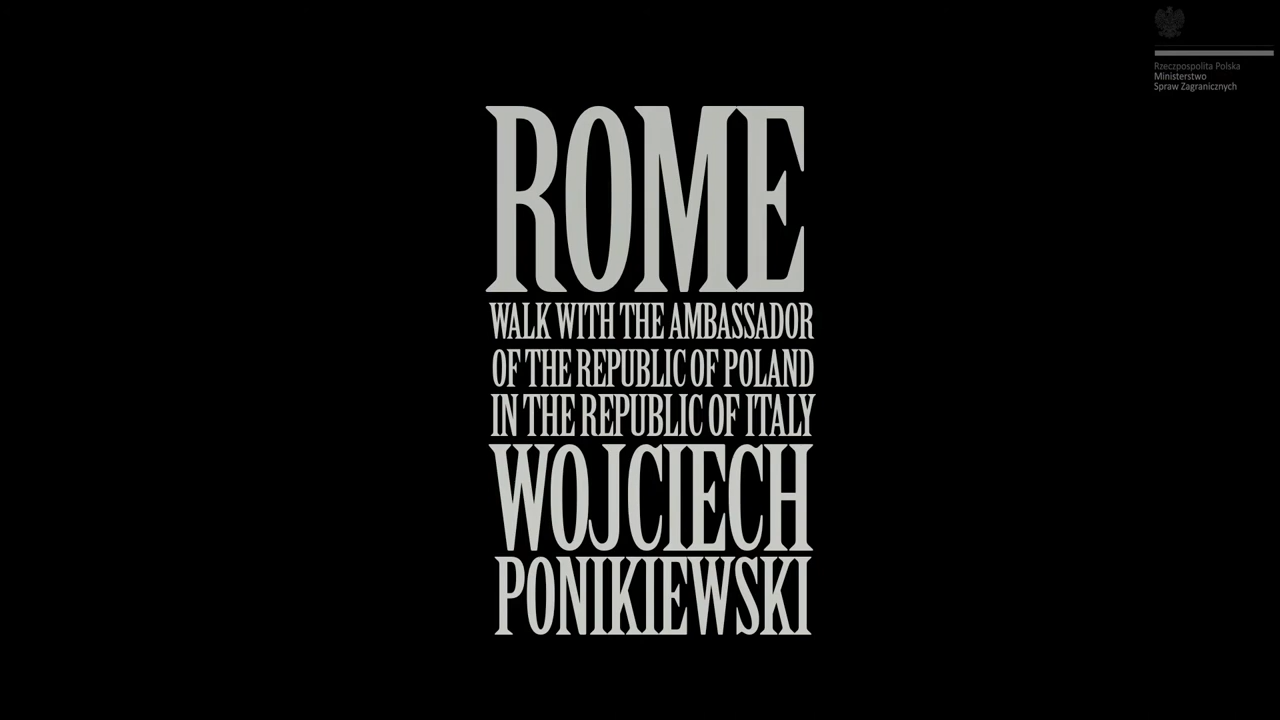 Rzeczpospolita Polska
Ministerstwo
Spraw Zagranicznych
ROME
WALK WITH THE AMBASSADOR
OF THE REPUBLIC OF POLAND
IN THE REPUBLIC OF ITALY
WOJCIECH
PONIKIEWSKI